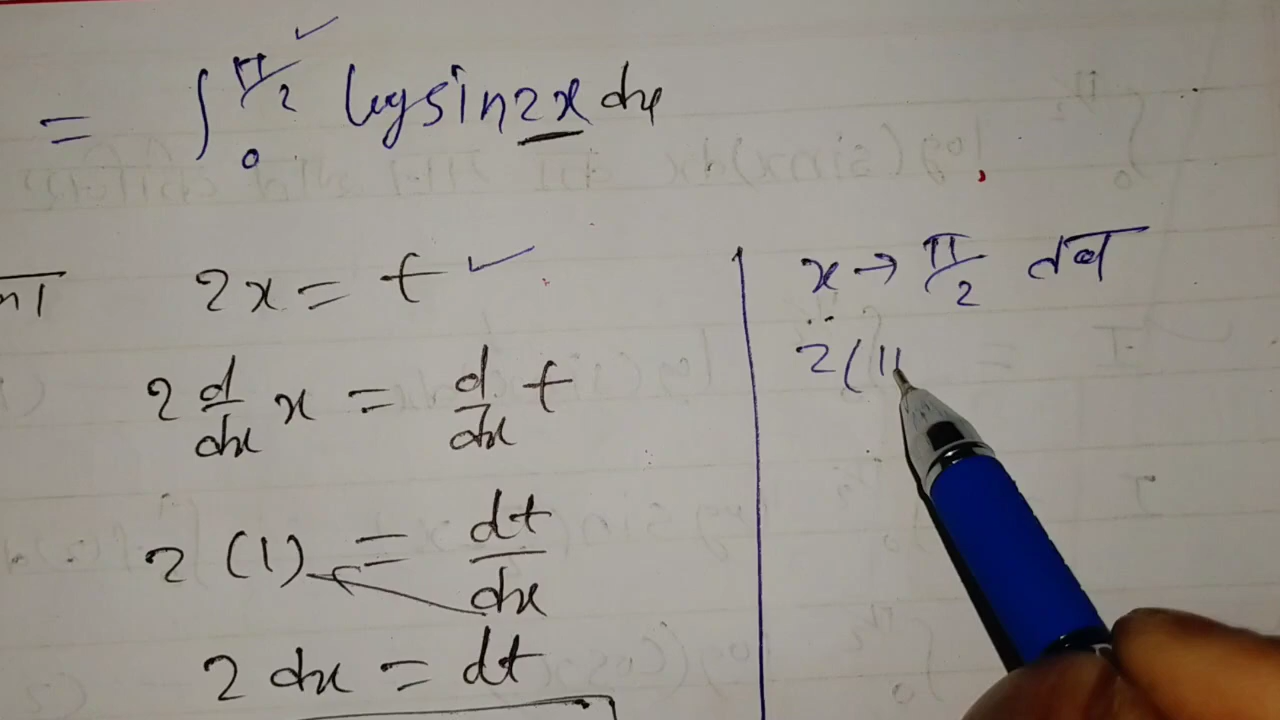 = ∫₀^{π/2} log sin 2x dx
2x = t
2 d/dx x = d/dx t
2 (1) = dt/dx
2 dx = dt
x → π/2 तब
2(π